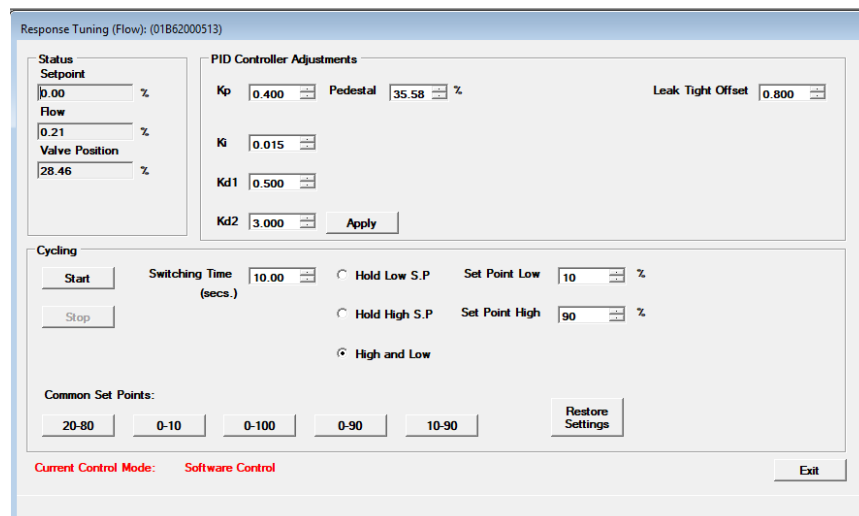 Response Tuning (Flow): (01B62000513)
Status
Setpoint
0.00 %
Flow
0.21 %
Valve Position
28.46 %
PID Controller Adjustments
Kp 0.400 Pedestal 35.58 % Leak Tight Offset 0.800
Ki 0.015
Kd1 0.500
Kd2 3.000 Apply
Cycling
Start Switching Time 10.00 Hold Low S.P Set Point Low 10 %
(secs.)
Stop Hold High S.P Set Point High 90 %
High and Low
Common Set Points:
20-80 0-10 0-100 0-90 10-90 Restore
Settings
Current Control Mode: Software Control Exit